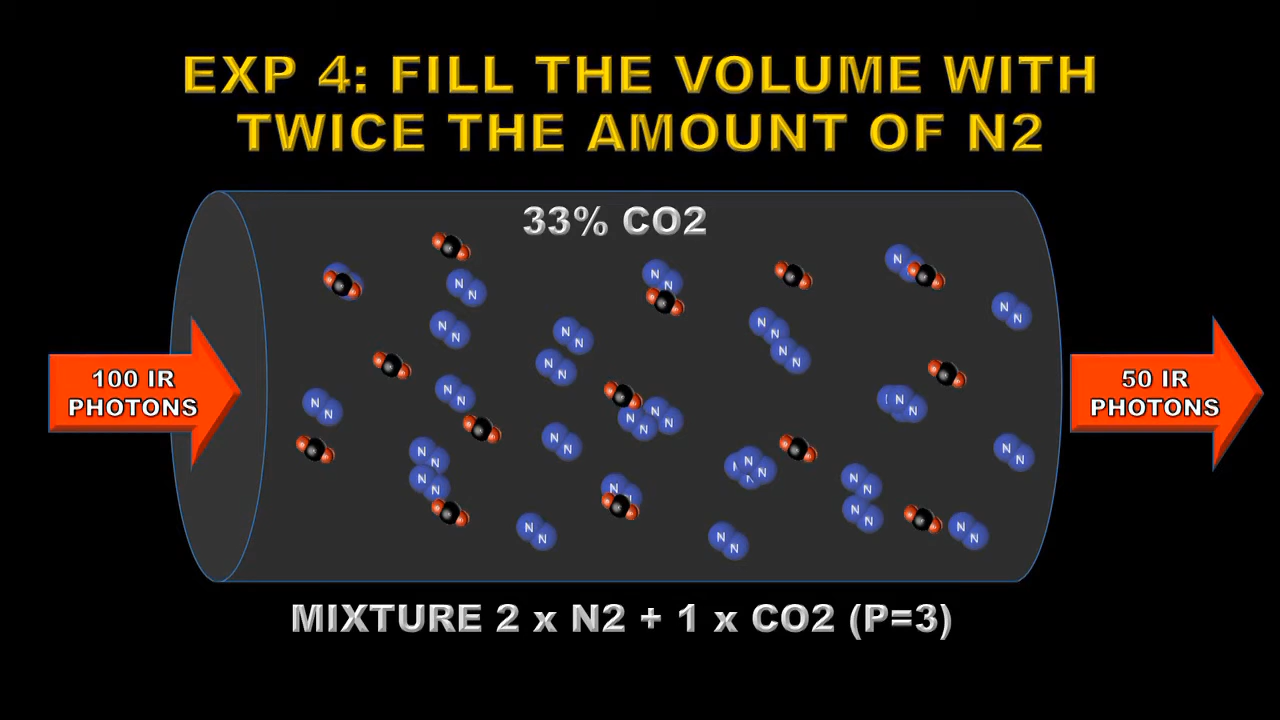 EXP 4: FILL THE VOLUME WITH
TWICE THE AMOUNT OF N2
33% CO2
100 IR
PHOTONS
50 IR
PHOTONS
MIXTURE 2 x N2 + 1 x CO2 (P=3)